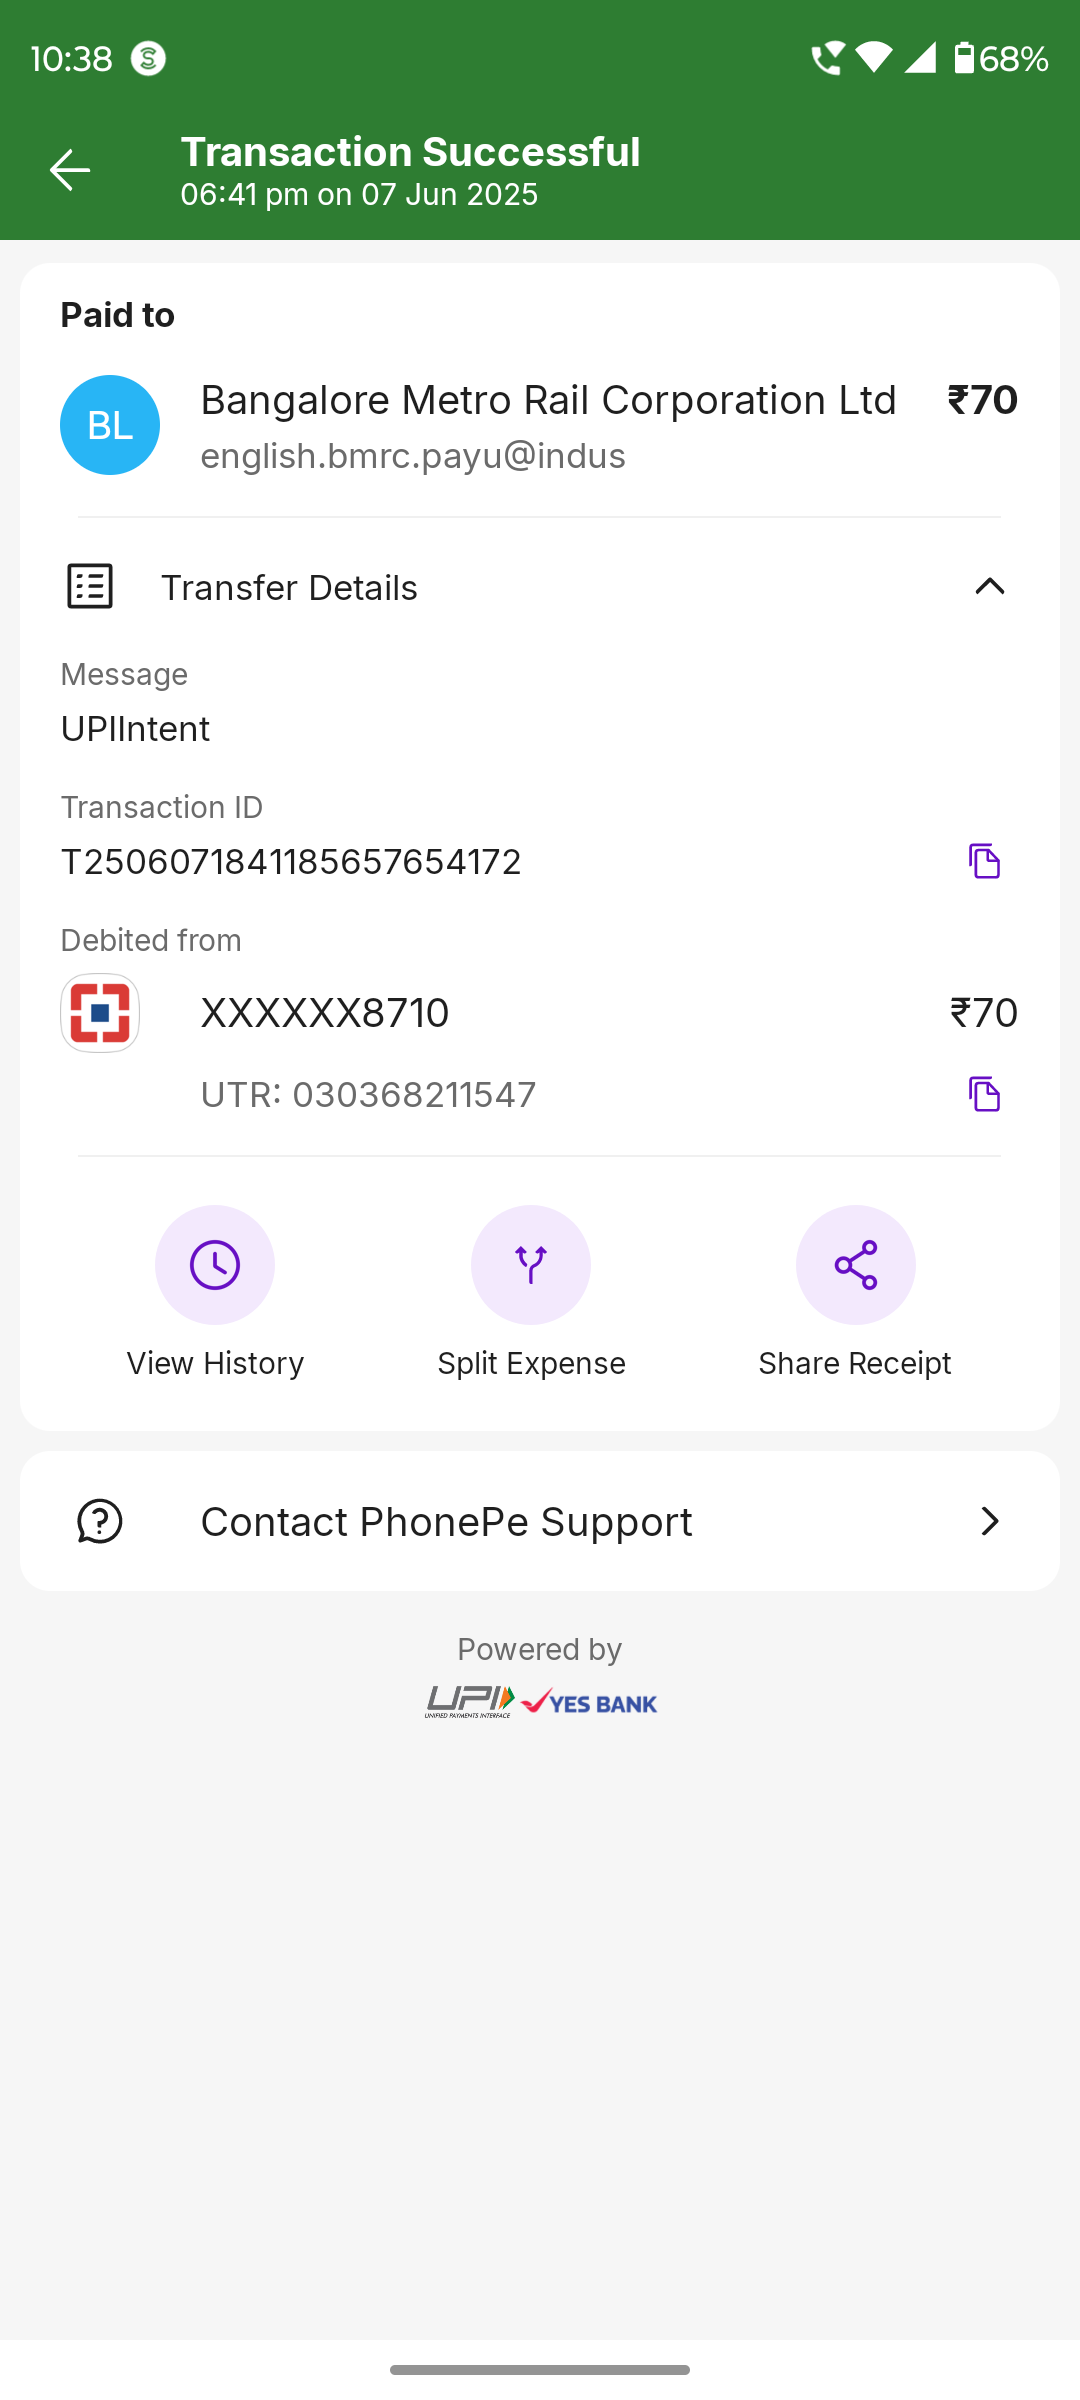 10:38
68%
Transaction Successful
06:41 pm on 07 Jun 2025
Paid to
BL
Bangalore Metro Rail Corporation Ltd ₹70
english.bmrc.payu@indus
Transfer Details
Message
UPIIntent
Transaction ID
T2506071841185657654172
Debited from
XXXXXX8710 ₹70
UTR: 030368211547
View History Split Expense Share Receipt
Contact PhonePe Support
Powered by
UPI YES BANK
UNIFIED PAYMENTS INTERFACE